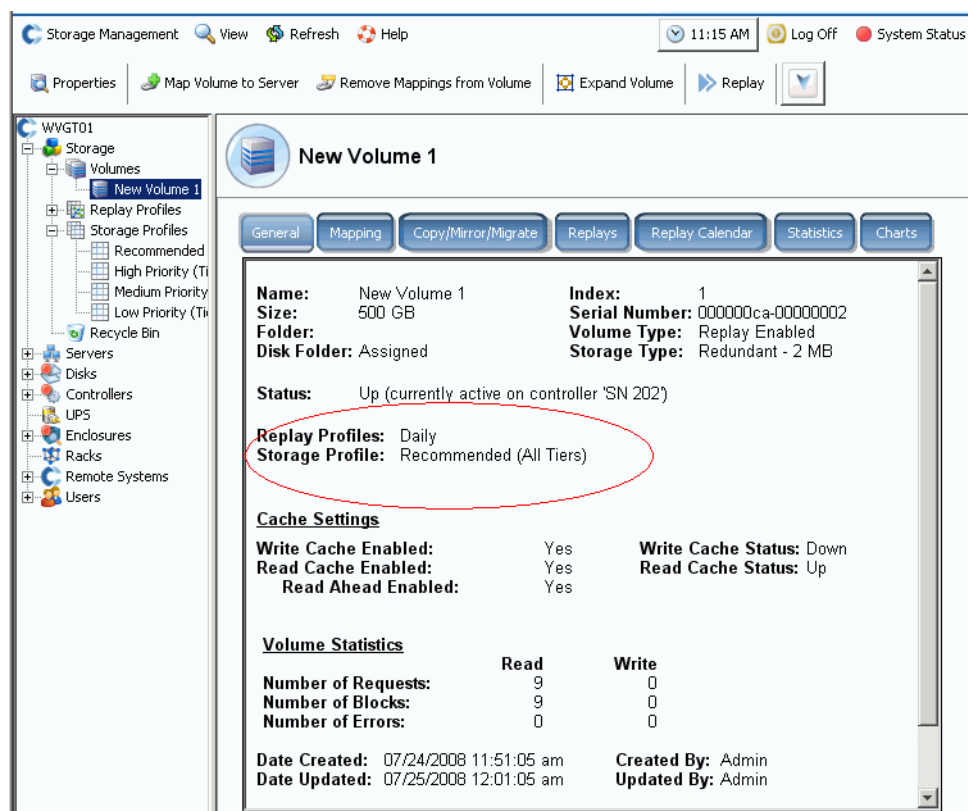 Storage Management View Refresh Help 11:15 AM Log Off System Status
Properties Map Volume to Server Remove Mappings from Volume Expand Volume Replay
WVGT01
Storage
Volumes
New Volume 1
Replay Profiles
Storage Profiles
Recommended
High Priority (Ti
Medium Priority
Low Priority (Tie
Recycle Bin
Servers
Disks
Controllers
UPS
Enclosures
Racks
Remote Systems
Users
New Volume 1
General Mapping Copy/Mirror/Migrate Replays Replay Calendar Statistics Charts
Name: New Volume 1 Index: 1
Size: 500 GB Serial Number: 000000ca-00000002
Folder: Volume Type: Replay Enabled
Disk Folder: Assigned Storage Type: Redundant - 2 MB
Status: Up (currently active on controller 'SN 202')
Replay Profiles: Daily
Storage Profile: Recommended (All Tiers)
Cache Settings
Write Cache Enabled: Yes Write Cache Status: Down
Read Cache Enabled: Yes Read Cache Status: Up
Read Ahead Enabled: Yes
Volume Statistics
Read Write
Number of Requests: 9 0
Number of Blocks: 9 0
Number of Errors: 0 0
Date Created: 07/24/2008 11:51:05 am Created By: Admin
Date Updated: 07/25/2008 12:01:05 am Updated By: Admin